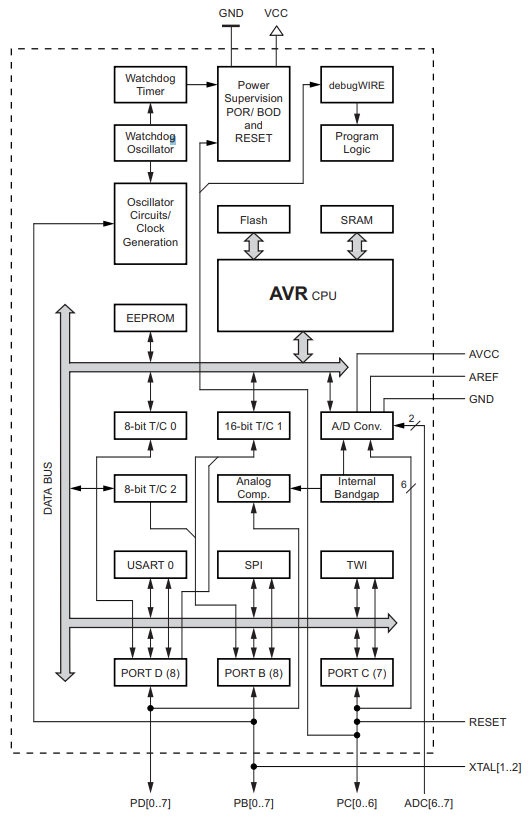 GND VCC
Watchdog
Timer
Power
Supervision
POR/ BOD
and
RESET
debugWIRE
Watchdog
Oscillator
Program
Logic
Oscillator
Circuits/
Clock
Generation
Flash
SRAM
AVR CPU
EEPROM
AVCC
AREF
GND
8-bit T/C 0
16-bit T/C 1
A/D Conv.
2
DATA BUS
8-bit T/C 2
Analog
Comp.
Internal
Bandgap
6
USART 0
SPI
TWI
PORT D (8)
PORT B (8)
PORT C (7)
RESET
XTAL[1..2]
PD[0..7]
PB[0..7]
PC[0..6]
ADC[6..7]